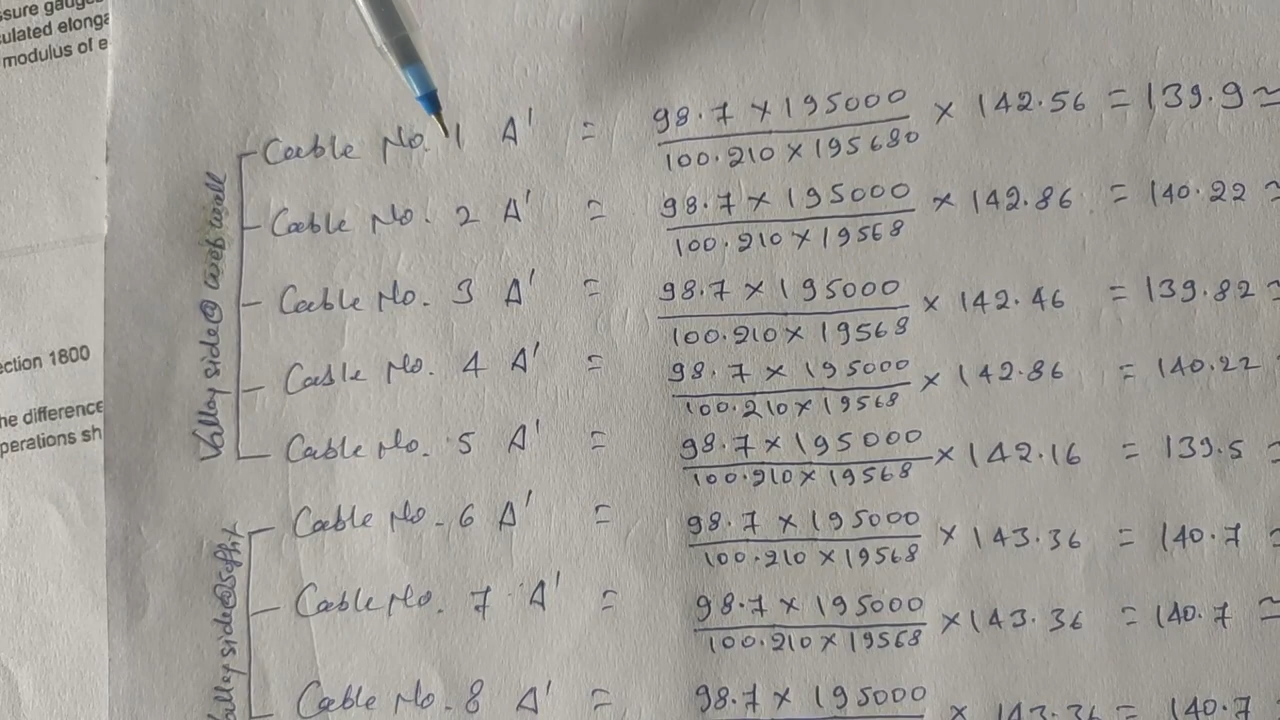 ssure gauge
ulated elonga
modulus of e
ection 1800
he difference
perations sh
Valley side @ web wall
Cable No. 1 A' = 98.7 × 195000 / 100.210 × 195680 × 142.56 = 139.9 ≃
Cable No. 2 A' = 98.7 × 195000 / 100.210 × 19568 × 142.86 = 140.22
Cable No. 3 A' = 98.7 × 195000 / 100.210 × 19568 × 142.46 = 139.82
Cable No. 4 A' = 98.7 × 195000 / 100.210 × 19568 × 142.86 = 140.22
Cable No. 5 A' = 98.7 × 195000 / 100.210 × 19568 × 142.16 = 139.5
Valley side @ soffit
Cable No. 6 A' = 98.7 × 195000 / 100.210 × 19568 × 143.36 = 140.7
Cable No. 7 A' = 98.7 × 195000 / 100.210 × 19568 × 143.36 = 140.7 ≃
Cable No. 8 A' = 98.7 × 195000 × 143.36 = 140.7